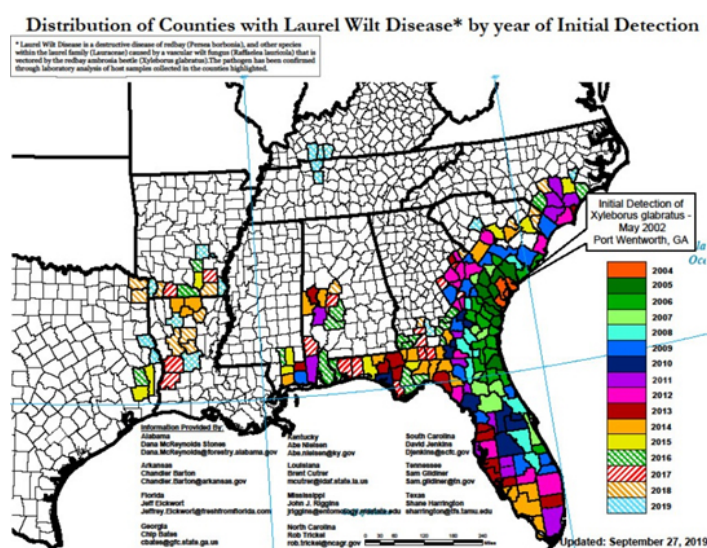 Distribution of Counties with Laurel Wilt Disease* by year of Initial Detection
* Laurel Wilt Disease is a destructive disease of redbay (Persea borbonia), and other species
within the laurel family (Lauraceae) caused by a vascular wilt fungus (Raffaelea lauricola) that is
vectored by the redbay ambrosia beetle (Xyleborus glabratus).The pathogen has been confirmed
through laboratory analysis of host samples collected in the counties highlighted.
Initial Detection of
Xyleborus glabratus -
May 2002
Port Wentworth, GA
2004
2005
2006
2007
2008
2009
2010
2011
2012
2013
2014
2015
2016
2017
2018
2019
Information Provided By:
Alabama
Dana McReynolds Stones
Dana.McReynolds@forestry.alabama.gov
Arkansas
Chandler Barton
Chandler.Barton@arkansas.gov
Florida
Jeff Eickwort
Jeffrey.Eickwort@freshfromflorida.com
Georgia
Chip Bates
cbates@gfc.state.ga.us
Kentucky
Abe Nielsen
Abe.nielsen@ky.gov
Louisiana
Brent Cutrer
Mississippi
John J. Riggins
North Carolina
Rob Trickel
rob.trickel@ncagr.gov
South Carolina
David Jenkins
Djenkins@scfc.gov
Tennessee
Sam Gildiner
Sam.gildiner@tn.gov
Texas
Shane Harrington
sharrington@tfs.tamu.edu
Updated: September 27, 2019